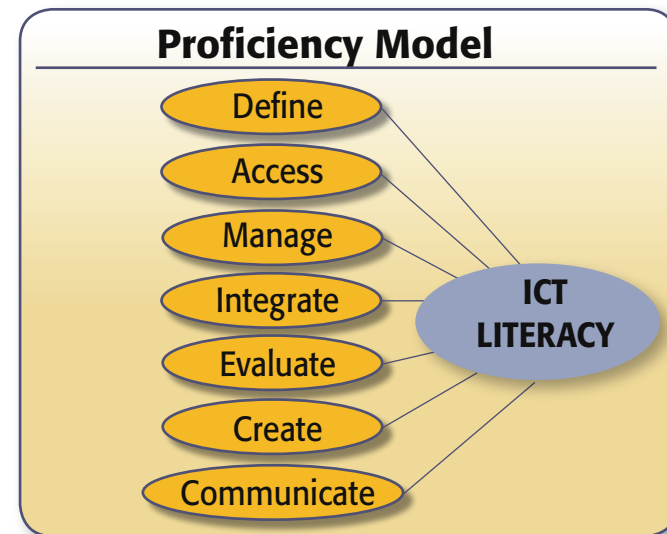 Proficiency Model
Define
Access
Manage
Integrate
Evaluate
Create
Communicate
ICT
LITERACY